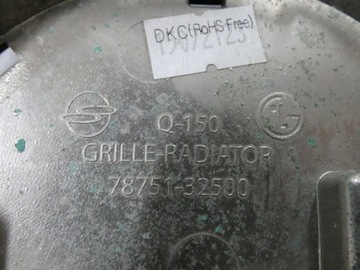 DKC(RoHS Free)
Q-150
GRILLE-RADIATOR
78751-32500